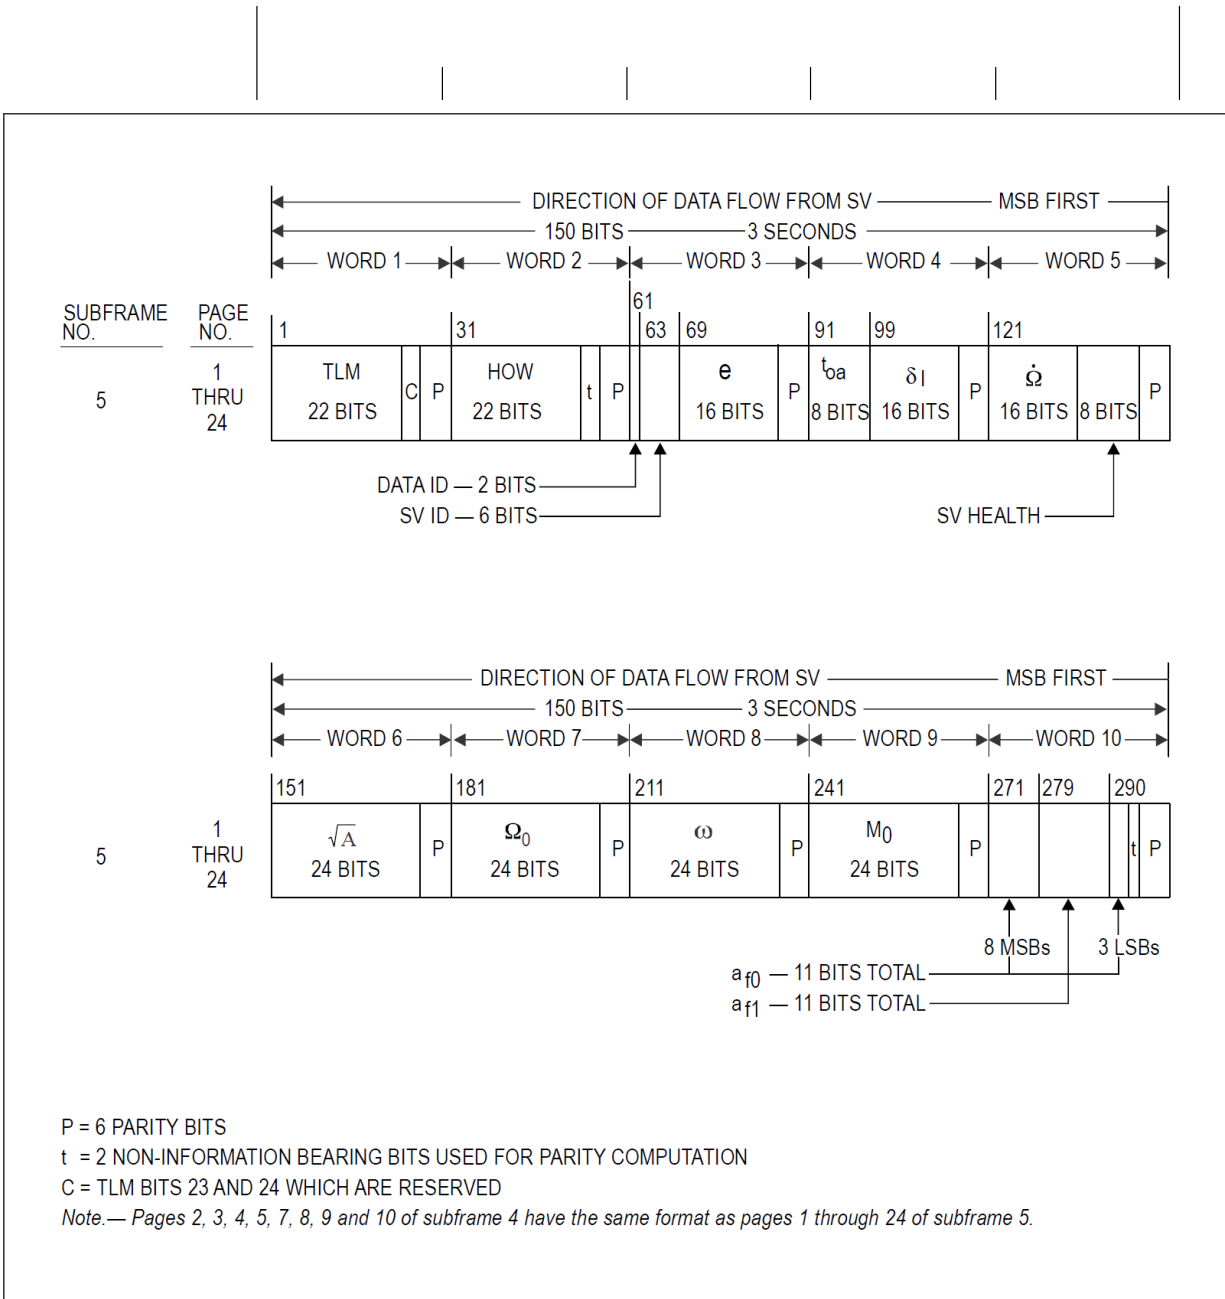 DIRECTION OF DATA FLOW FROM SV MSB FIRST
150 BITS 3 SECONDS
WORD 1 WORD 2 WORD 3 WORD 4 WORD 5
SUBFRAME NO. PAGE NO.
61
1 31 63 69 91 99 121
5 1 THRU 24
TLM 22 BITS C P HOW 22 BITS t P e 16 BITS P toa 8 BITS δ I 16 BITS P Ω̇ 16 BITS 8 BITS P
DATA ID — 2 BITS
SV ID — 6 BITS SV HEALTH
DIRECTION OF DATA FLOW FROM SV MSB FIRST
150 BITS 3 SECONDS
WORD 6 WORD 7 WORD 8 WORD 9 WORD 10
151 181 211 241 271 279 290
5 1 THRU 24
√A 24 BITS P Ω0 24 BITS P ω 24 BITS P M0 24 BITS P t P
8 MSBs 3 LSBs
af0 — 11 BITS TOTAL
af1 — 11 BITS TOTAL
P = 6 PARITY BITS
t = 2 NON-INFORMATION BEARING BITS USED FOR PARITY COMPUTATION
C = TLM BITS 23 AND 24 WHICH ARE RESERVED
Note.— Pages 2, 3, 4, 5, 7, 8, 9 and 10 of subframe 4 have the same format as pages 1 through 24 of subframe 5.